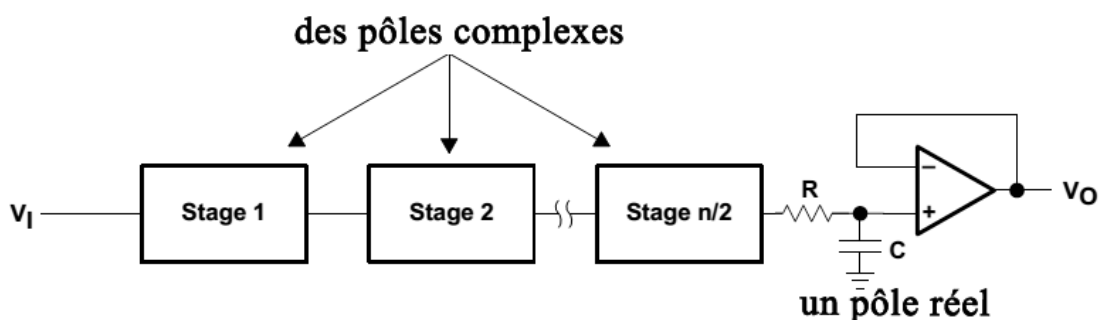 des pôles complexes
Stage 1
Stage 2
Stage n/2
VI
R
C
−
+
VO
un pôle réel